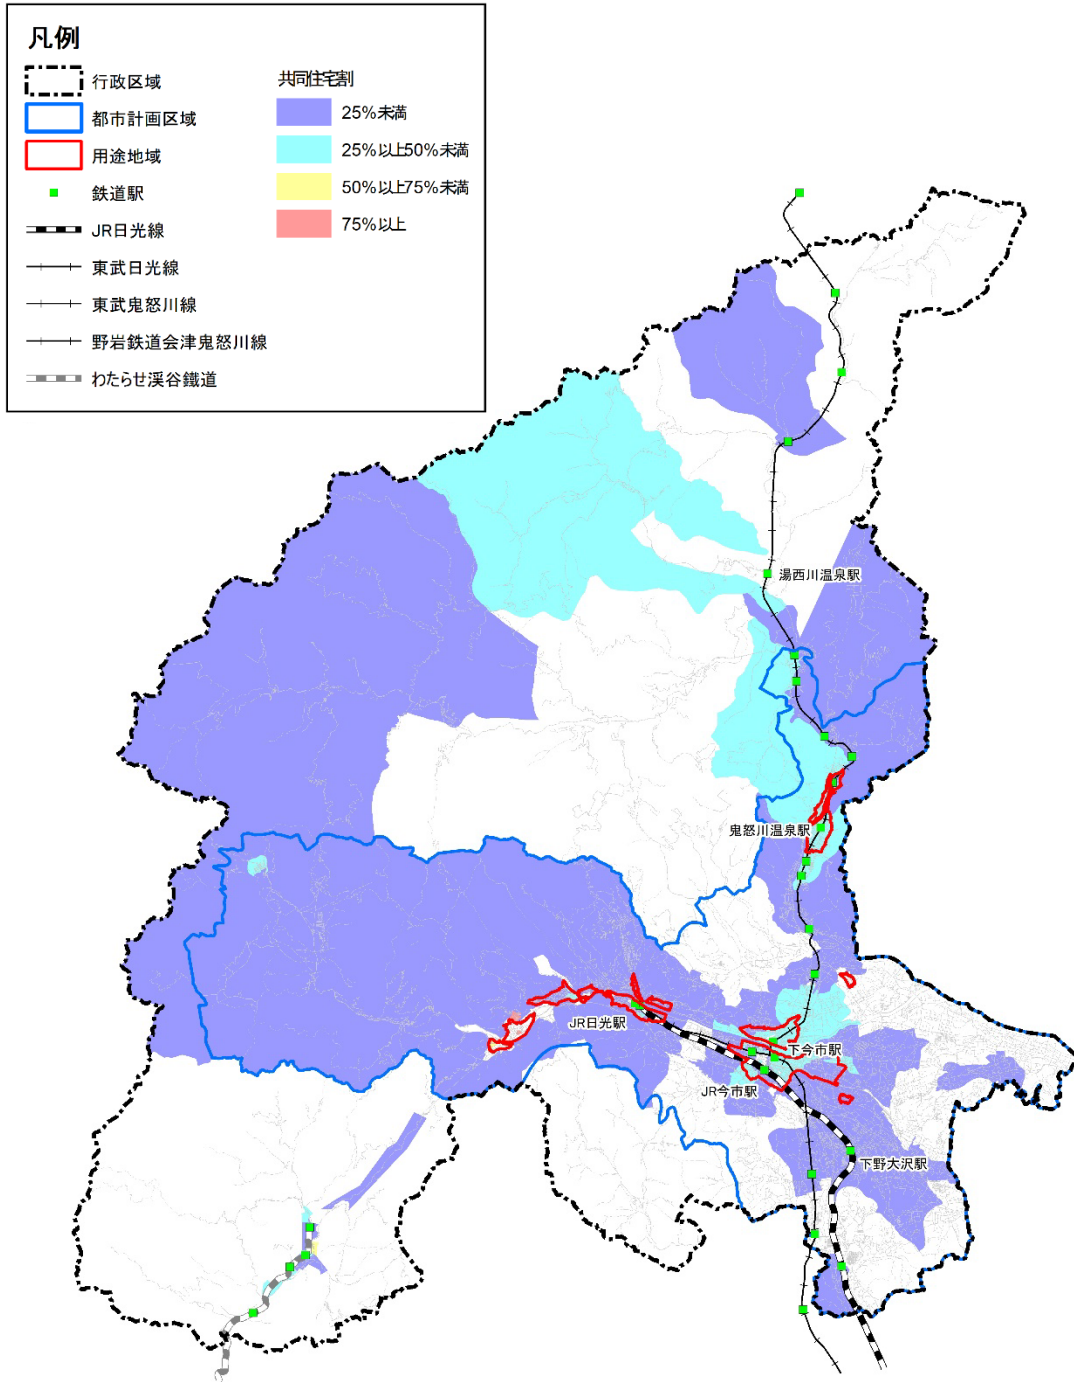 凡例
行政区域
都市計画区域
用途地域
鉄道駅
JR日光線
東武日光線
東武鬼怒川線
野岩鉄道会津鬼怒川線
わたらせ渓谷鐵道
共同住宅割
25%未満
25%以上50%未満
50%以上75%未満
75%以上
湯西川温泉駅
鬼怒川温泉駅
JR日光駅
下今市駅
JR今市駅
下野大沢駅